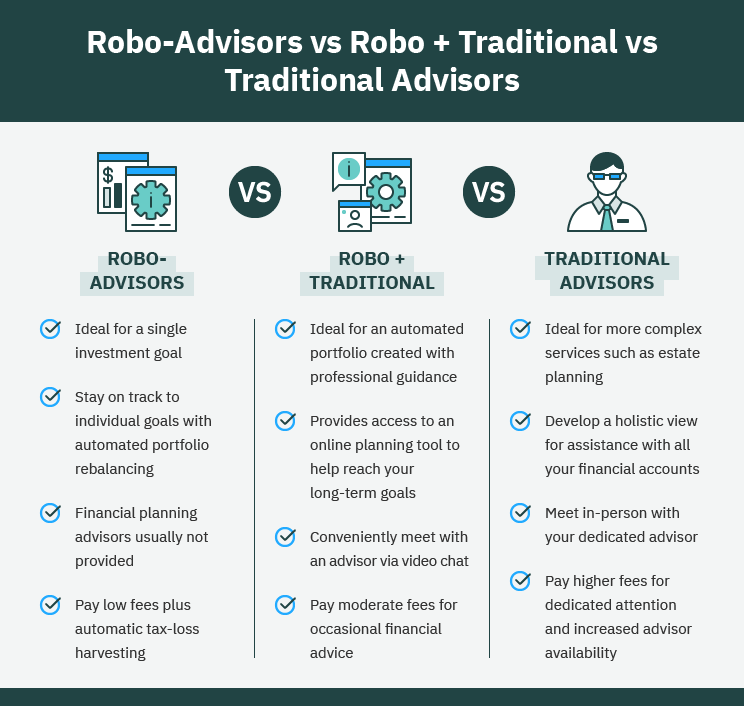 Robo-Advisors vs Robo + Traditional vs
Traditional Advisors
$
i
VS
i
VS
ROBO-
ADVISORS
Ideal for a single
investment goal
Stay on track to
individual goals with
automated portfolio
rebalancing
Financial planning
advisors usually not
provided
Pay low fees plus
automatic tax-loss
harvesting
ROBO +
TRADITIONAL
Ideal for an automated
portfolio created with
professional guidance
Provides access to an
online planning tool to
help reach your
long-term goals
Conveniently meet with
an advisor via video chat
Pay moderate fees for
occasional financial
advice
TRADITIONAL
ADVISORS
Ideal for more complex
services such as estate
planning
Develop a holistic view
for assistance with all
your financial accounts
Meet in-person with
your dedicated advisor
Pay higher fees for
dedicated attention
and increased advisor
availability